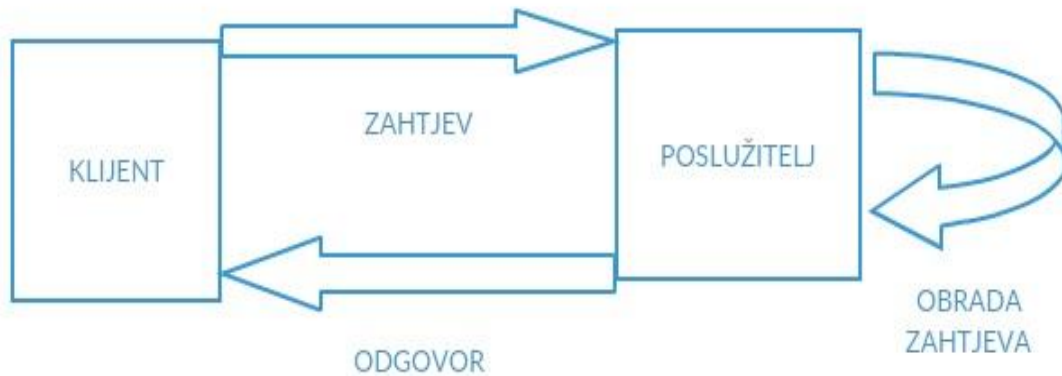 ZAHTJEV
KLIJENT
POSLUŽITELJ
OBRADA
ZAHTJEVA
ODGOVOR